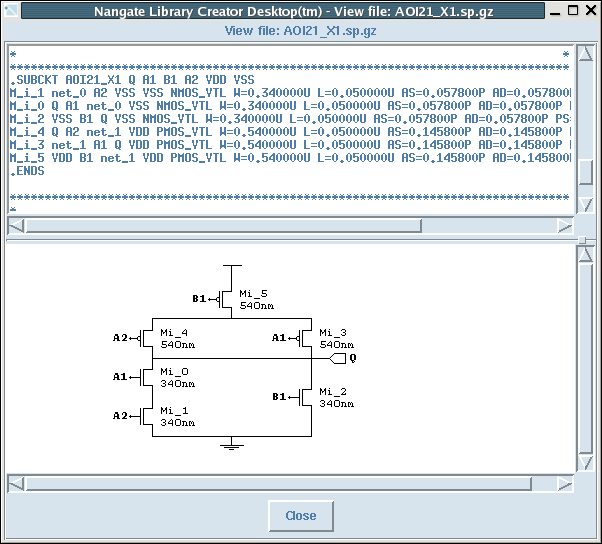 Nangate Library Creator Desktop(tm) - View file: AOI21_X1.sp.gz
View file: AOI21_X1.sp.gz
* *
***********************************************************************
.SUBCKT AOI21_X1 Q A1 B1 A2 VDD VSS
M_i_1 net_0 A2 VSS VSS NMOS_VTL W=0.340000U L=0.050000U AS=0.057800P AD=0.057800
M_i_0 Q A1 net_0 VSS NMOS_VTL W=0.340000U L=0.050000U AS=0.057800P AD=0.057800P
M_i_2 VSS B1 Q VSS NMOS_VTL W=0.340000U L=0.050000U AS=0.057800P AD=0.057800P PS=
M_i_4 Q A2 net_1 VDD PMOS_VTL W=0.540000U L=0.050000U AS=0.145800P AD=0.145800P
M_i_3 net_1 A1 Q VDD PMOS_VTL W=0.540000U L=0.050000U AS=0.145800P AD=0.145800P
M_i_5 VDD B1 net_1 VDD PMOS_VTL W=0.540000U L=0.050000U AS=0.145800P AD=0.145800
.ENDS
***********************************************************************
*
B1 Mi_5
540nm
A2 Mi_4
540nm
A1 Mi_3
540nm
Q
A1 Mi_0
340nm
B1 Mi_2
340nm
A2 Mi_1
340nm
Close